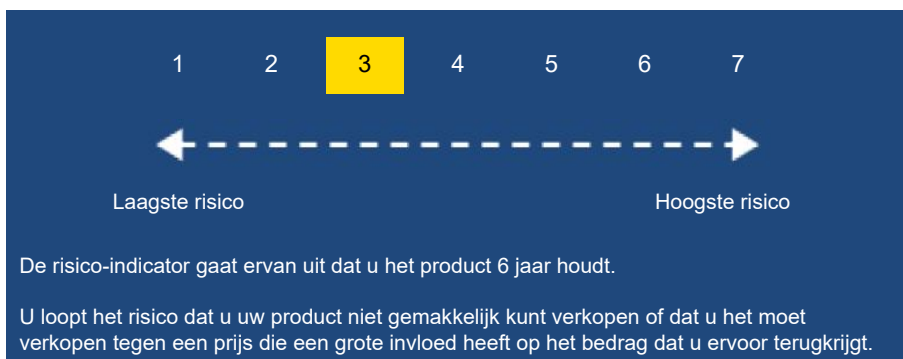 1 2 3 4 5 6 7
Laagste risico Hoogste risico
De risico-indicator gaat ervan uit dat u het product 6 jaar houdt.
U loopt het risico dat u uw product niet gemakkelijk kunt verkopen of dat u het moet
verkopen tegen een prijs die een grote invloed heeft op het bedrag dat u ervoor terugkrijgt.